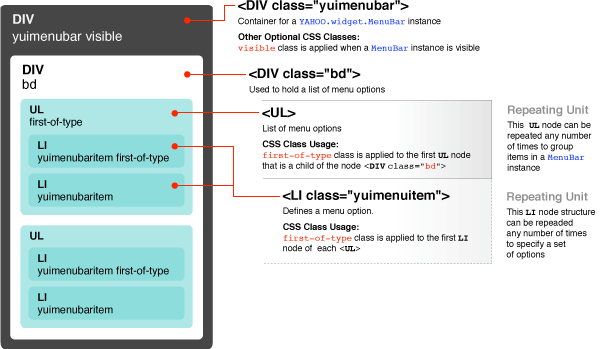 DIV
yuimenubar visible
DIV
bd
UL
first-of-type
LI
yuimenubaritem first-of-type
LI
yuimenubaritem
UL
LI
yuimenubaritem first-of-type
LI
yuimenubaritem
<DIV class="yuimenubar">
Container for a YAHOO.widget.MenuBar instance
Other Optional CSS Classes:
visible class is applied when a MenuBar instance is visible
<DIV class="bd">
Used to hold a list of menu options
<UL>
List of menu options
CSS Class Usage:
first-of-type class is applied to the first UL node
that is a child of the node <DIV class="bd">
Repeating Unit
This UL node can be
repeated any number
of times to group
items in a MenuBar
instance
<LI class="yuimenuitem">
Defines a menu option.
CSS Class Usage:
first-of-type class is applied to the first LI
node of each <UL>
Repeating Unit
This LI node structure
can be repeaded
any number of times
to specify a set
of options